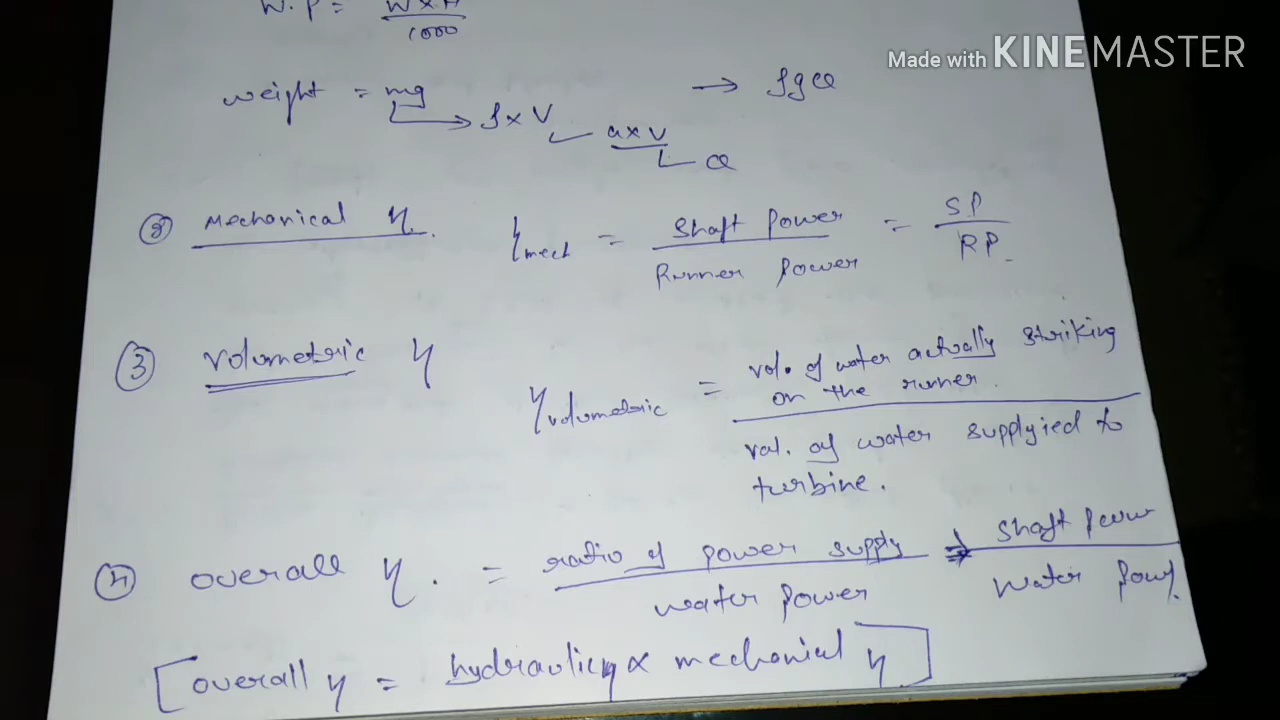 W.P = W×H / 1000
Made with KINEMASTER
weight = mg → ρgQ
→ ρ×V
a×v
Q
② Mechanical η. η mech = Shaft power / Runner power = SP / RP
③ volumetric η
η volumetric = vol. of water actually striking on the runner. / vol. of water supplyied to turbine.
④ overall η. = ratio of power supply / water power ⇒ shaft power / water power
[overall η = hydraulic η × mechanical η]